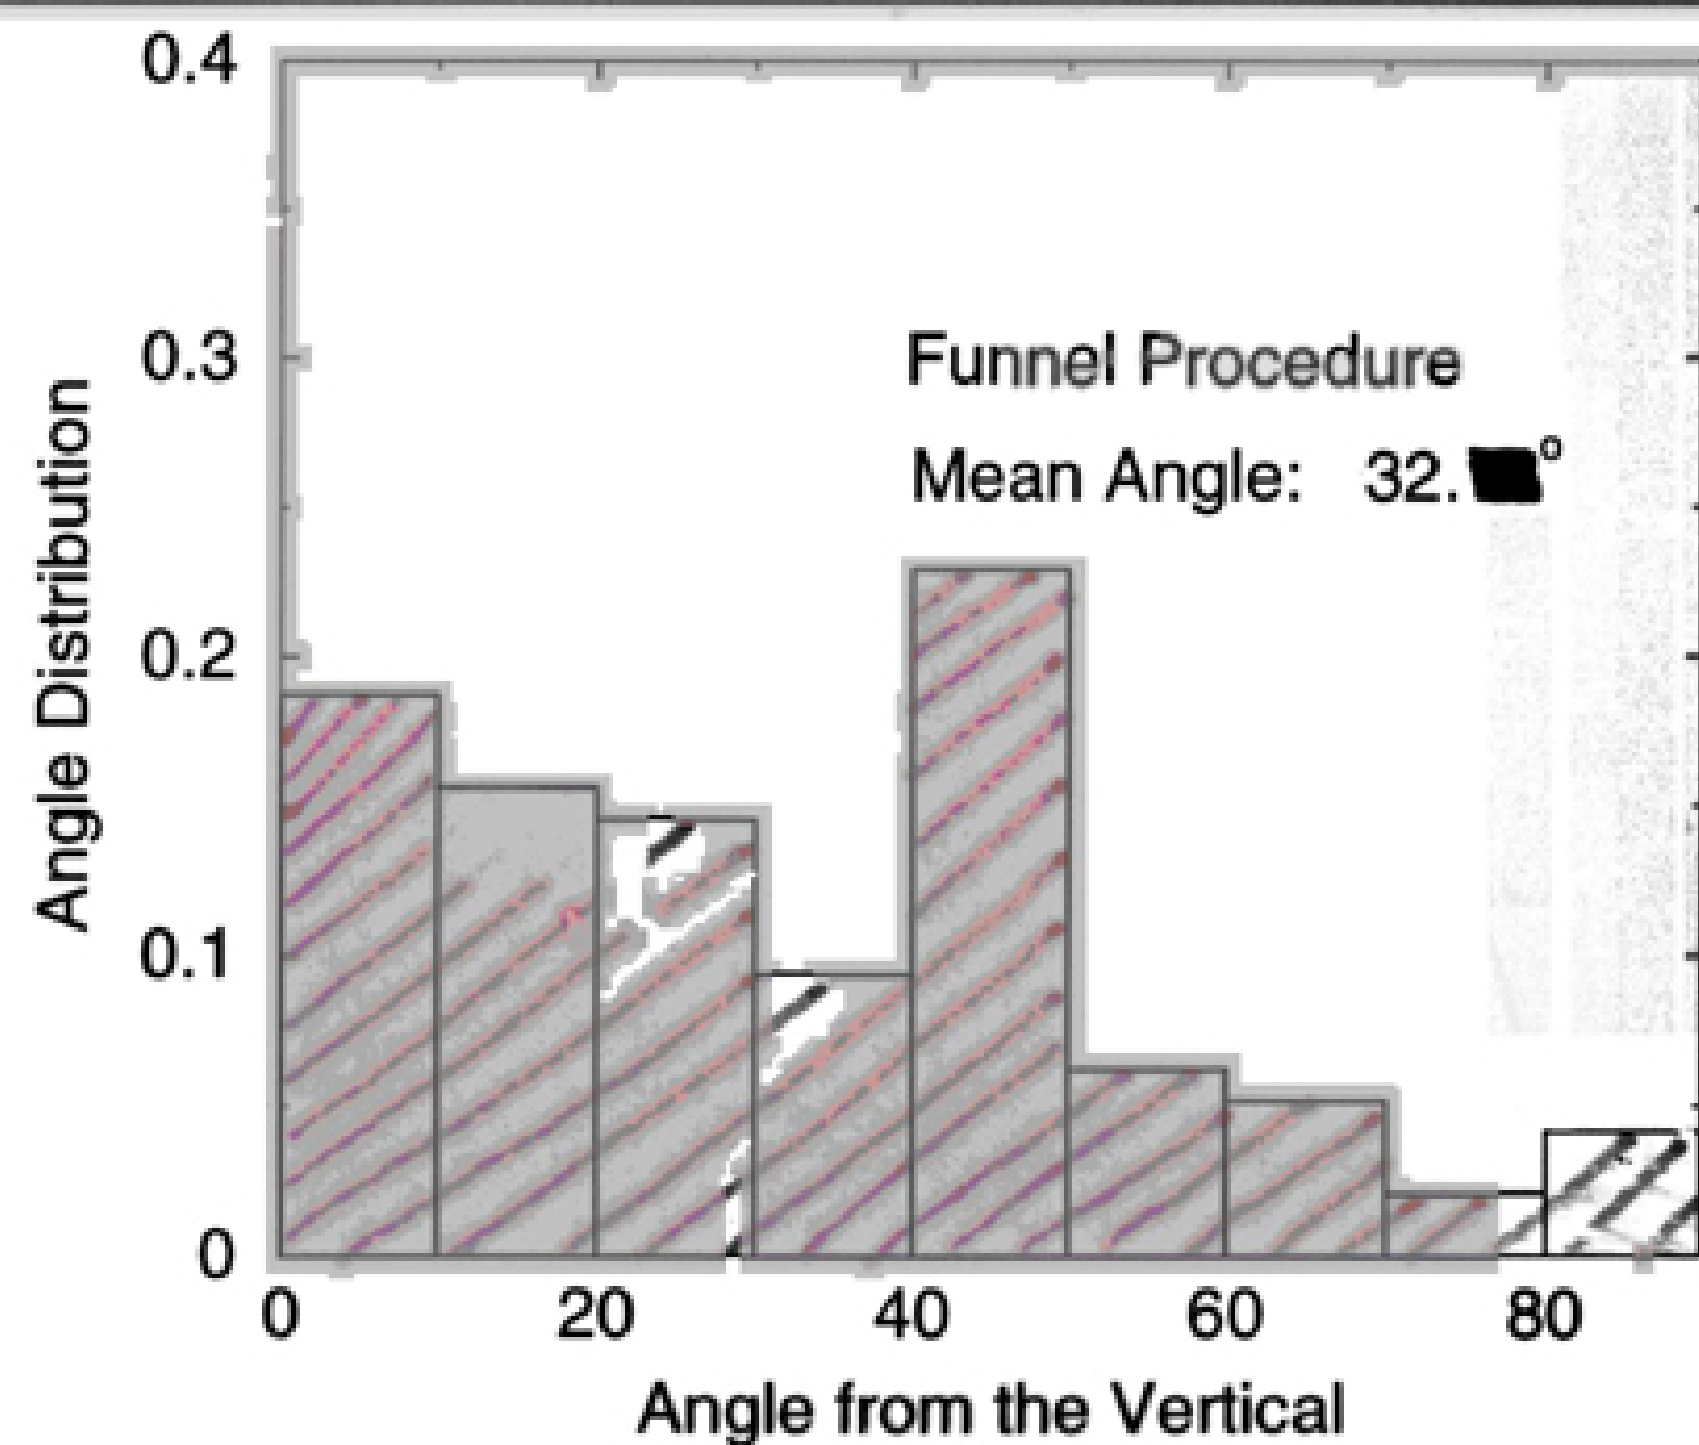 0.4
0.3
0.2
0.1
0
Angle Distribution
Funnel Procedure
Mean Angle: 32.°
0 20 40 60 80
Angle from the Vertical